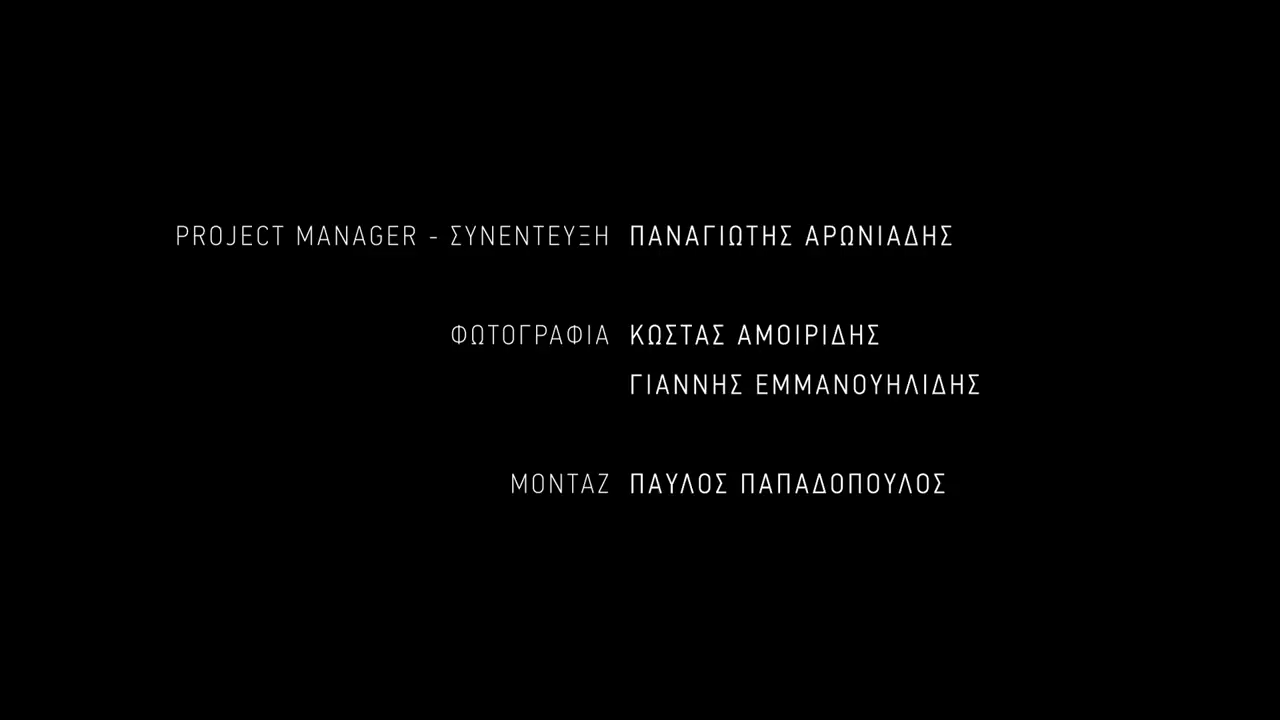 PROJECT MANAGER - ΣΥΝΕΝΤΕΥΞΗ ΠΑΝΑΓΙΩΤΗΣ ΑΡΩΝΙΑΔΗΣ
ΦΩΤΟΓΡΑΦΙΑ ΚΩΣΤΑΣ ΑΜΟΙΡΙΔΗΣ
ΓΙΑΝΝΗΣ ΕΜΜΑΝΟΥΗΛΙΔΗΣ
ΜΟΝΤΑΖ ΠΑΥΛΟΣ ΠΑΠΑΔΟΠΟΥΛΟΣ